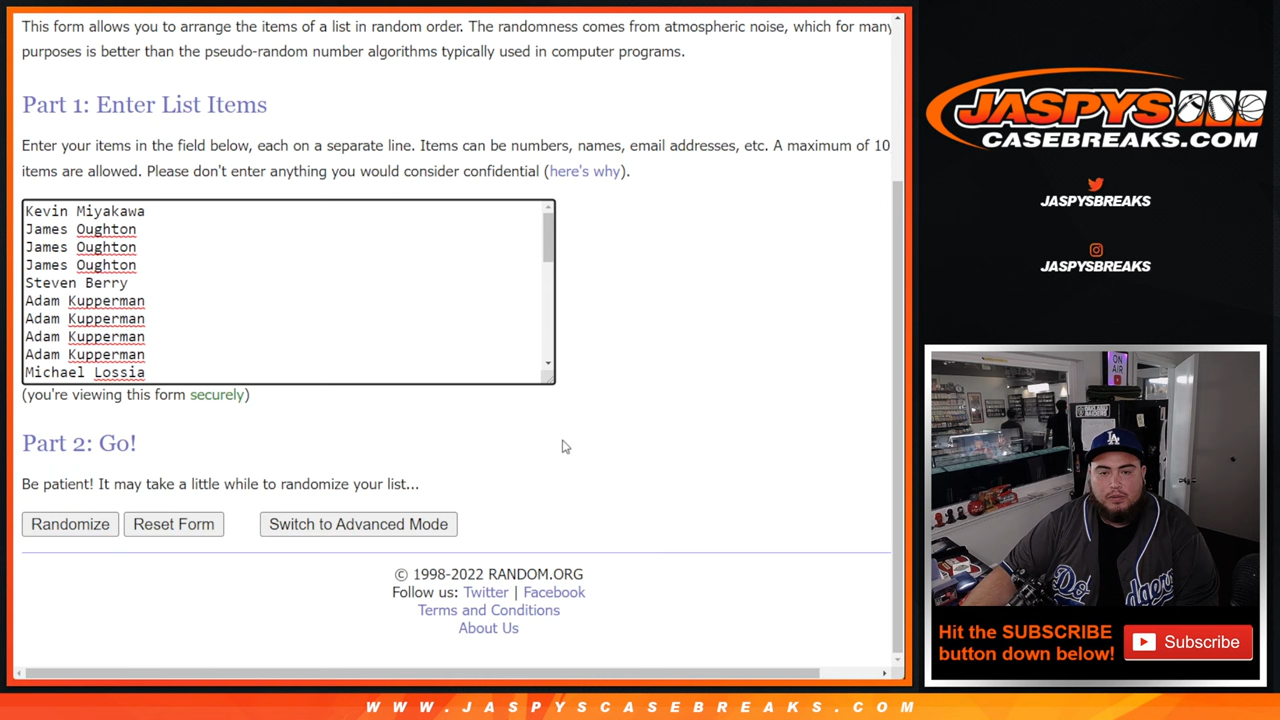 This form allows you to arrange the items of a list in random order. The randomness comes from atmospheric noise, which for many
purposes is better than the pseudo-random number algorithms typically used in computer programs.
Part 1: Enter List Items
Enter your items in the field below, each on a separate line. Items can be numbers, names, email addresses, etc. A maximum of 10
items are allowed. Please don't enter anything you would consider confidential (here's why).
Kevin Miyakawa
James Oughton
James Oughton
James Oughton
Steven Berry
Adam Kupperman
Adam Kupperman
Adam Kupperman
Adam Kupperman
Michael Lossia
(you're viewing this form securely)
Part 2: Go!
Be patient! It may take a little while to randomize your list...
Randomize Reset Form Switch to Advanced Mode
© 1998-2022 RANDOM.ORG
Follow us: Twitter | Facebook
Terms and Conditions
About Us
JASPYS
CASEBREAKS.COM
JASPYSBREAKS
JASPYSBREAKS
ON
AIR
LA
Dodgers
Hit the SUBSCRIBE
button down below!
Subscribe
WWW.JASPYSCASEBREAKS.COM